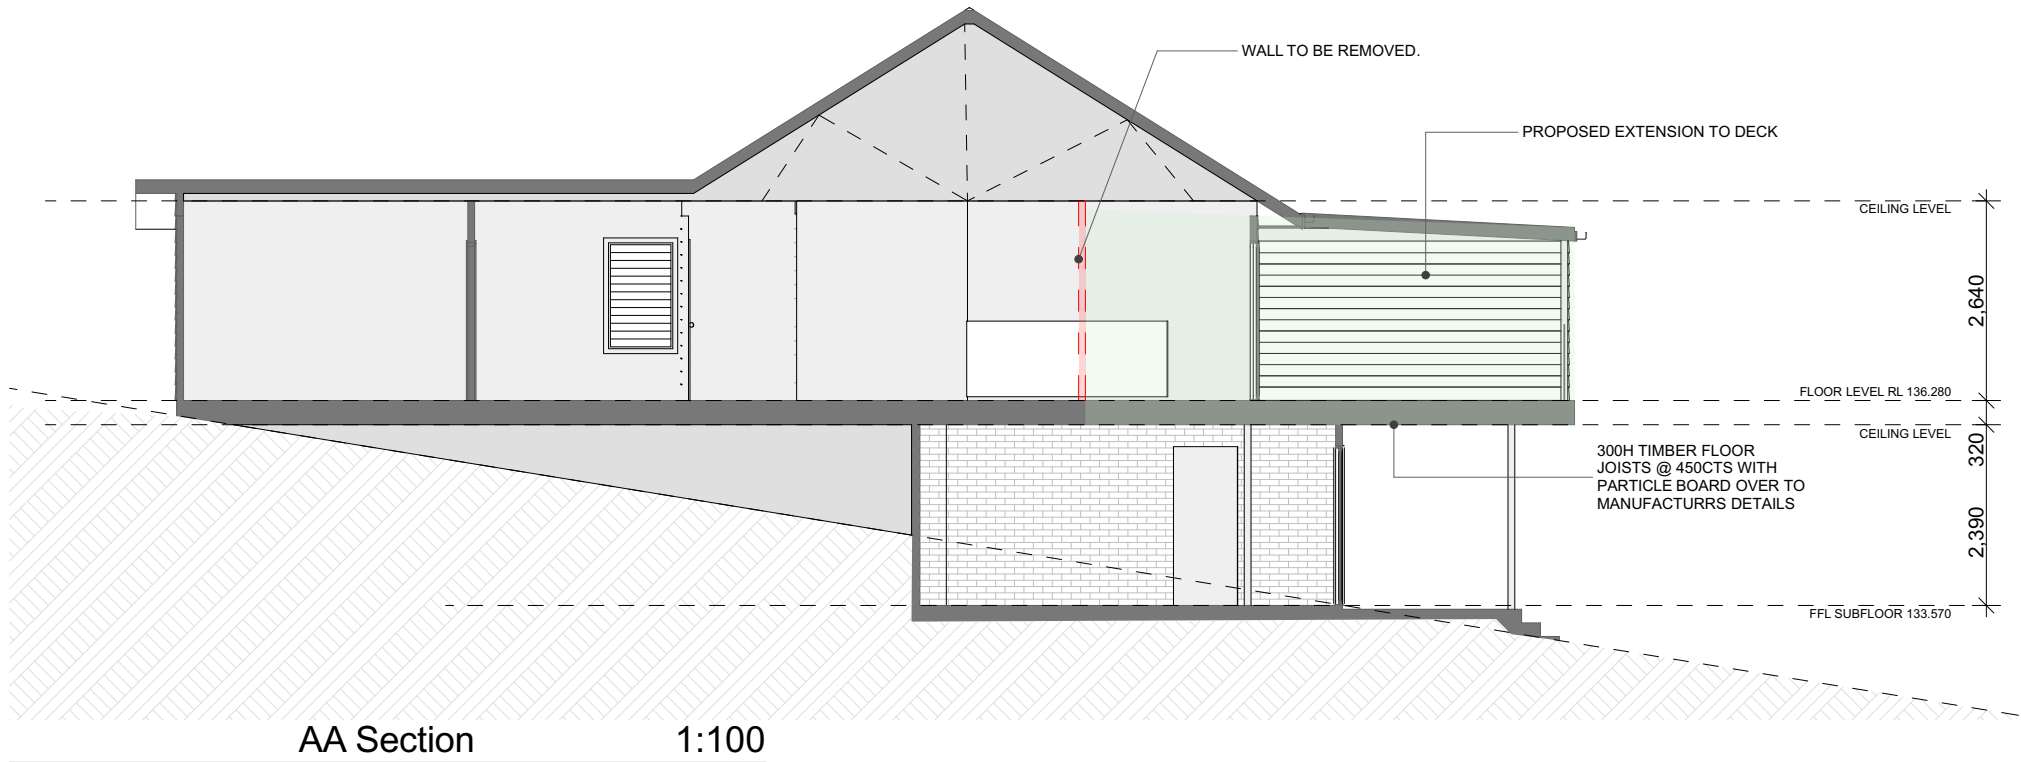 WALL TO BE REMOVED.
PROPOSED EXTENSION TO DECK
CEILING LEVEL
2,640
FLOOR LEVEL RL 136.280
CEILING LEVEL
320
300H TIMBER FLOOR
JOISTS @ 450CTS WITH
PARTICLE BOARD OVER TO
MANUFACTURRS DETAILS
2,390
FFL SUBFLOOR 133.570
AA Section 1:100